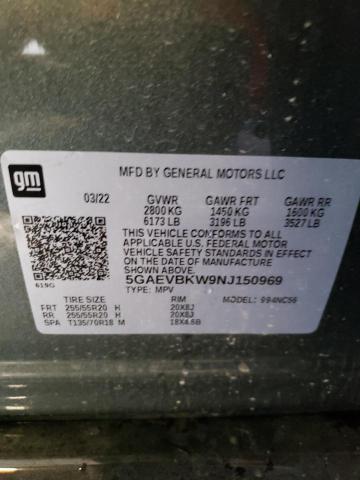 gm
MFD BY GENERAL MOTORS LLC
03/22 GVWR GAWR FRT GAWR RR
2800 KG 1450 KG 1600 KG
6173 LB 3196 LB 3527 LB
THIS VEHICLE CONFORMS TO ALL
APPLICABLE U.S. FEDERAL MOTOR
VEHICLE SAFETY STANDARDS IN EFFECT
ON THE DATE OF MANUFACTURE SHOWN ABOVE.
619G 5GAEVBKW9NJ150969
TYPE: MPV MODEL: 994NC56
TIRE SIZE RIM
FRT 255/55R20 H 20X8J
RR 255/55R20 H 20X8J
SPA T135/70R18 M 18X4.5B